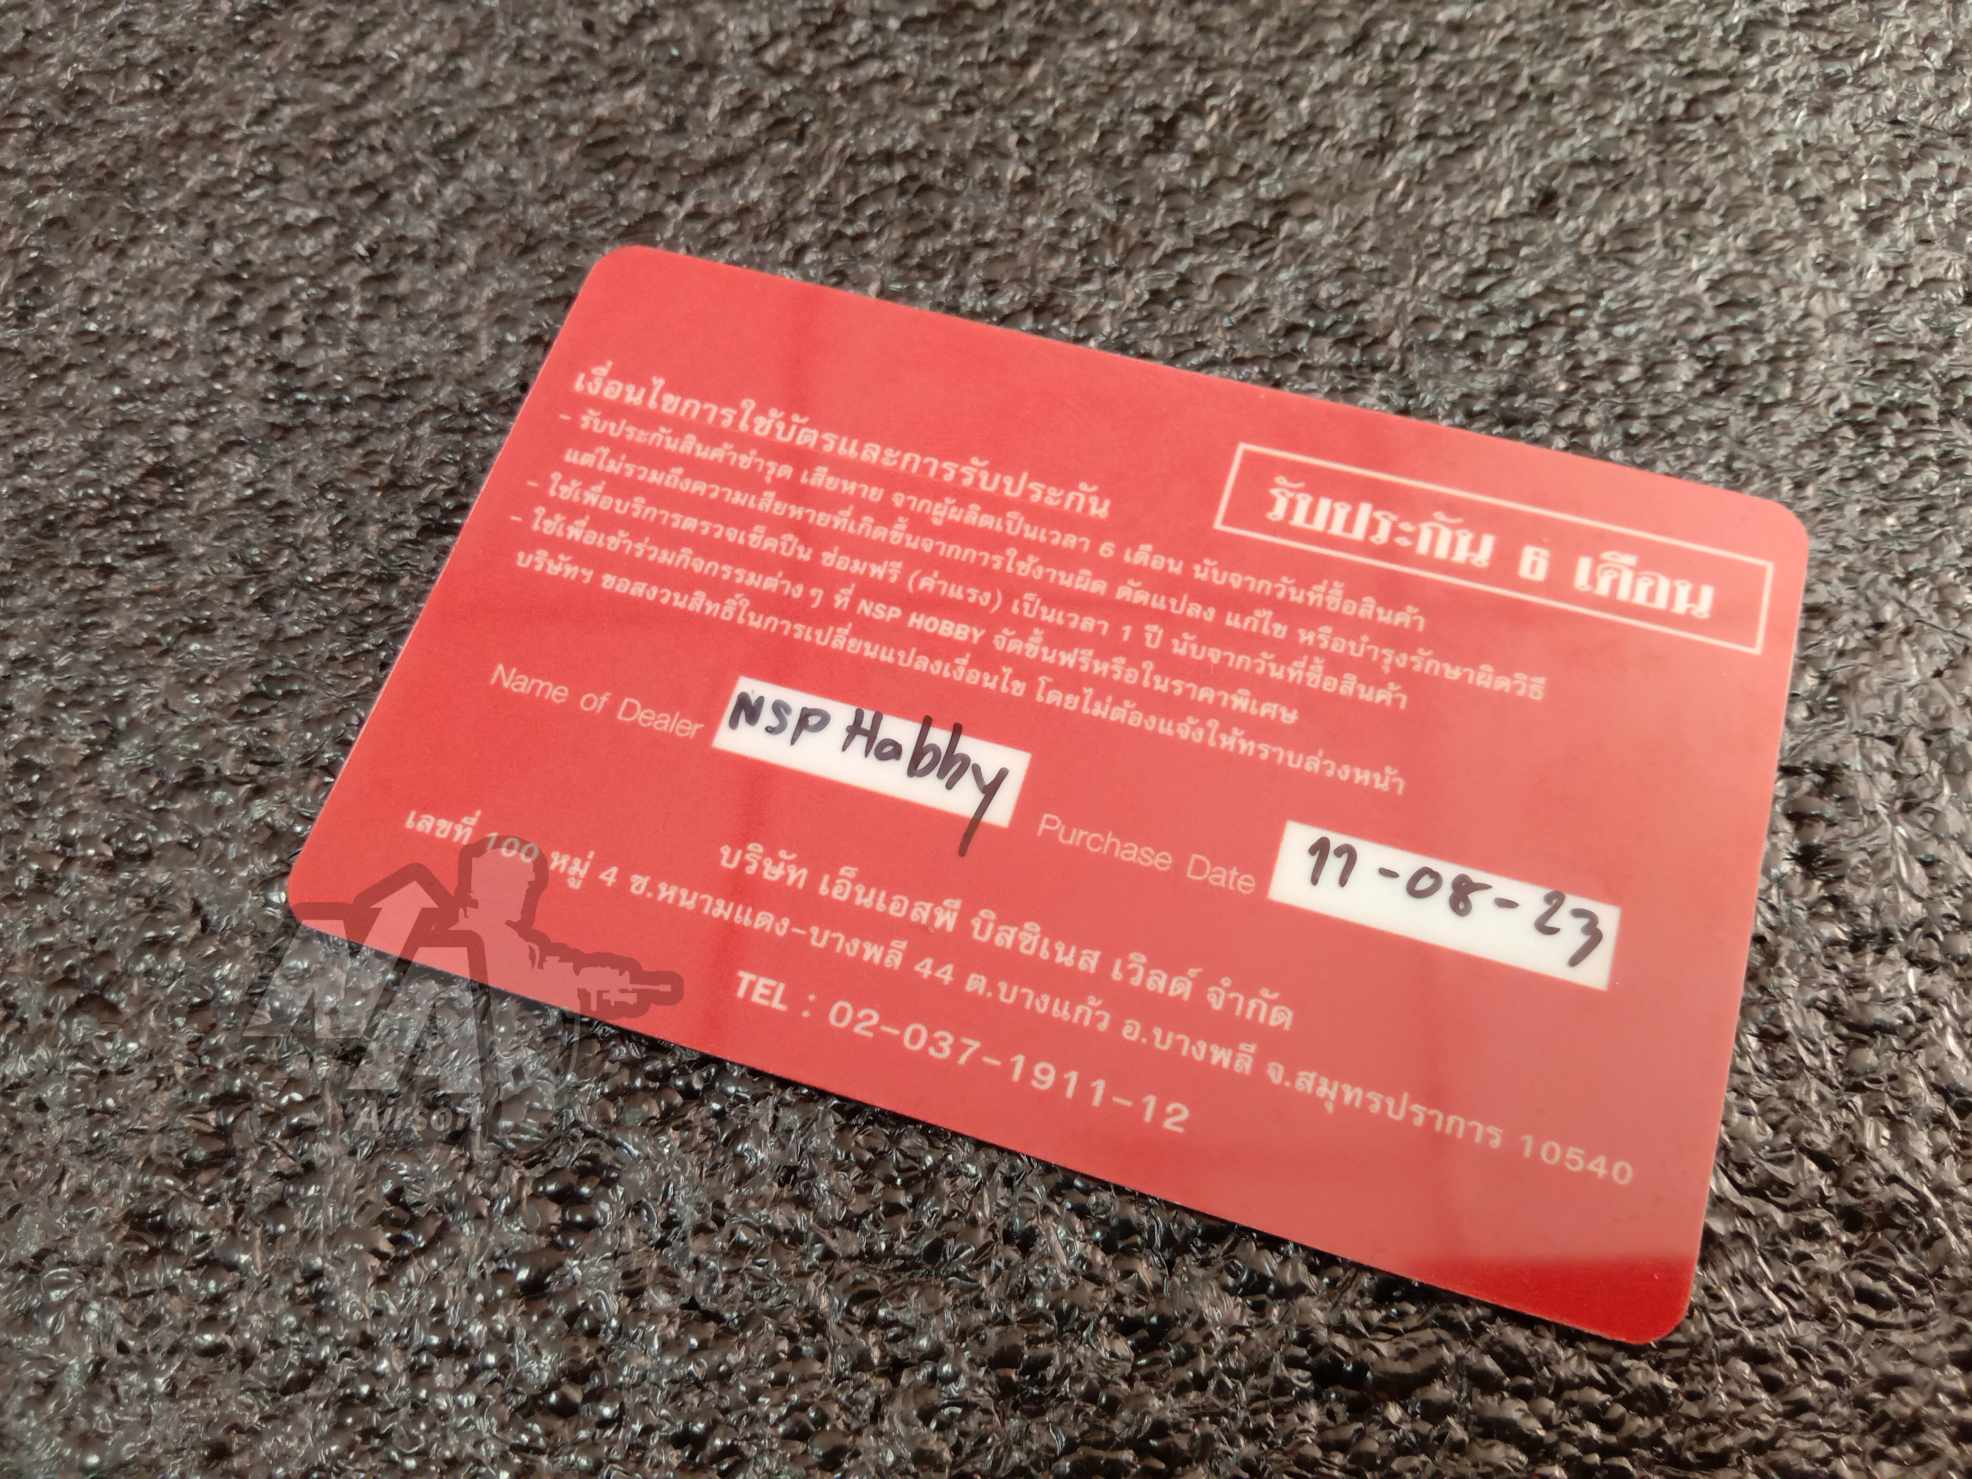 เงื่อนไขการใช้บัตรและการรับประกัน
รับประกัน 6 เดือน
- รับประกันสินค้าชำรุด เสียหาย จากผู้ผลิตเป็นเวลา 6 เดือน นับจากวันที่ซื้อสินค้า
แต่ไม่รวมถึงความเสียหายที่เกิดขึ้นจากการใช้งานผิด ดัดแปลง แก้ไข หรือบำรุงรักษาผิดวิธี
- ใช้เพื่อบริการตรวจเช็คปืน ซ่อมฟรี (ค่าแรง) เป็นเวลา 1 ปี นับจากวันที่ซื้อสินค้า
- ใช้เพื่อเข้าร่วมกิจกรรมต่างๆ ที่ NSP HOBBY จัดขึ้นฟรีหรือในราคาพิเศษ
บริษัทฯ ขอสงวนสิทธิ์ในการเปลี่ยนแปลงเงื่อนไข โดยไม่ต้องแจ้งให้ทราบล่วงหน้า
Name of Dealer NSP Habby Purchase Date 11-08-23
บริษัท เอ็นเอสพี บิสซิเนส เวิลด์ จำกัด
เลขที่ 100 หมู่ 4 ซ.หนามแดง-บางพลี 44 ต.บางแก้ว อ.บางพลี จ.สมุทรปราการ 10540
TEL : 02-037-1911-12
Airsoft